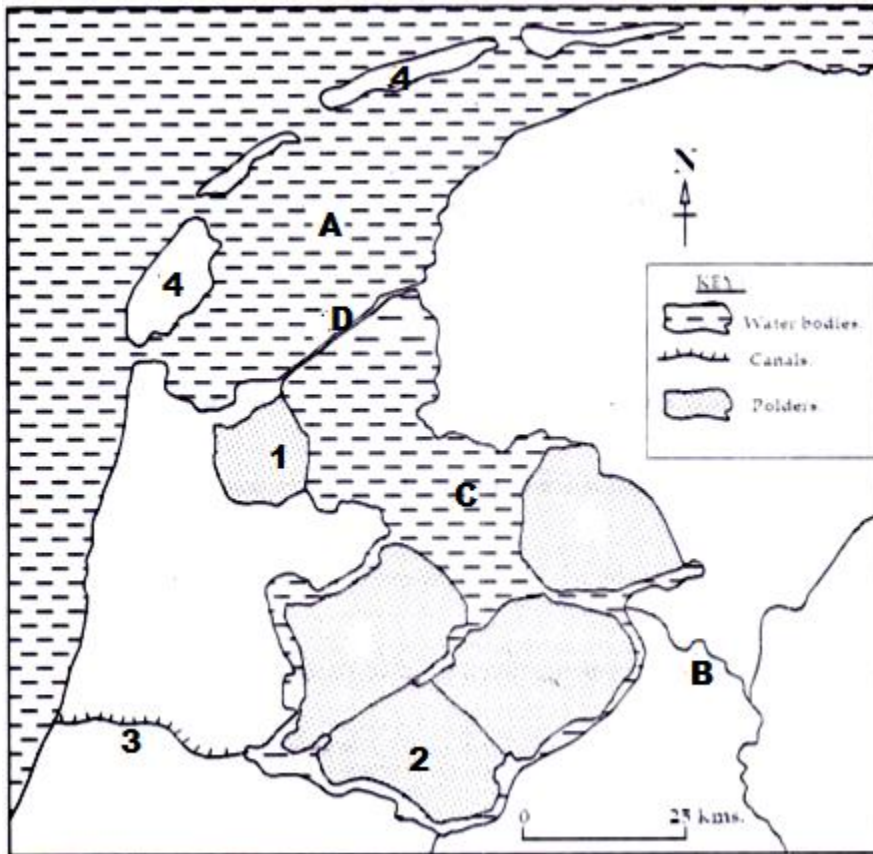 4
N
A
4
KEY
D
Water bodies.
Canals.
1
Polders.
C
B
3
2
0 25 kms.